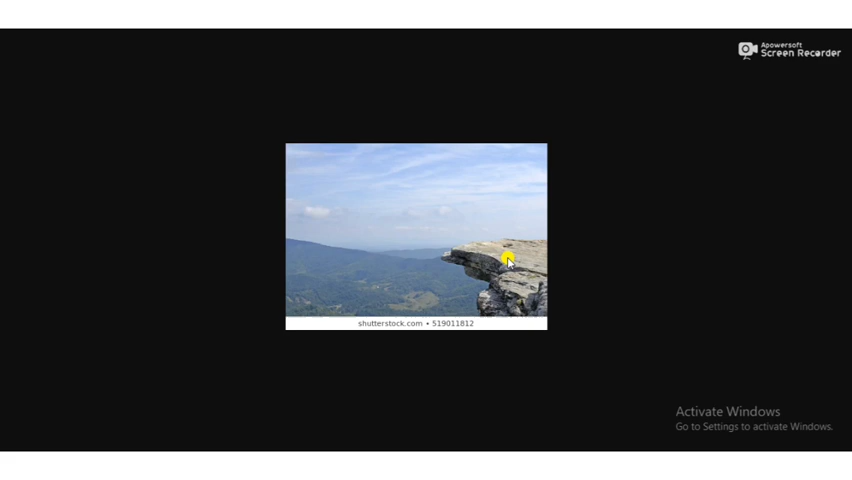 Apowersoft
Screen Recorder
shutterstock.com • 519011812
Activate Windows
Go to Settings to activate Windows.